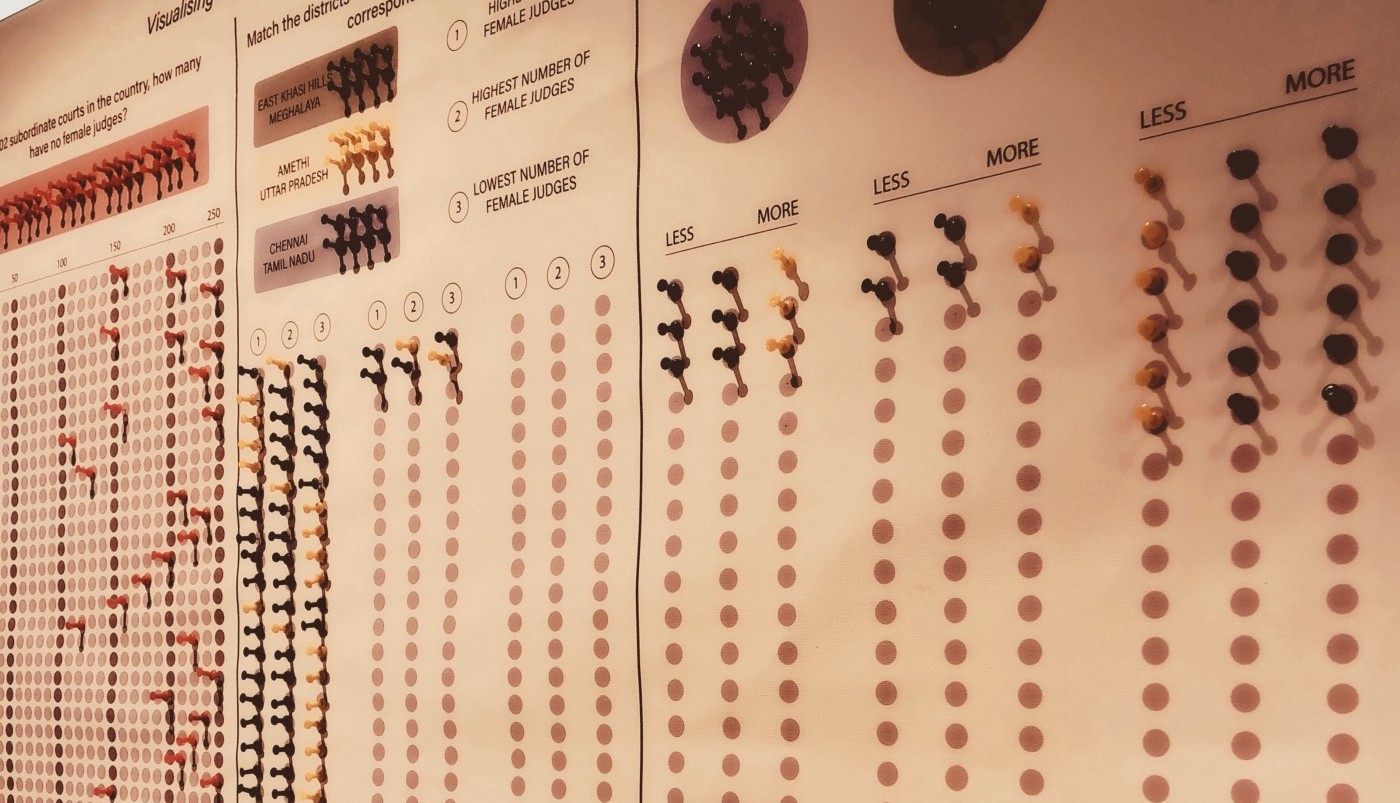 Visualising
subordinate courts in the country, how many
have no female judges?
50
100
150
200
250
Match the districts
EAST KHASI HILLS
MEGHALAYA
AMETHI
UTTAR PRADESH
CHENNAI
TAMIL NADU
1
FEMALE JUDGES
2 HIGHEST NUMBER OF
FEMALE JUDGES
3 LOWEST NUMBER OF
FEMALE JUDGES
1 2 3
1 2 3
1 2 3
LESS MORE
LESS MORE
LESS MORE